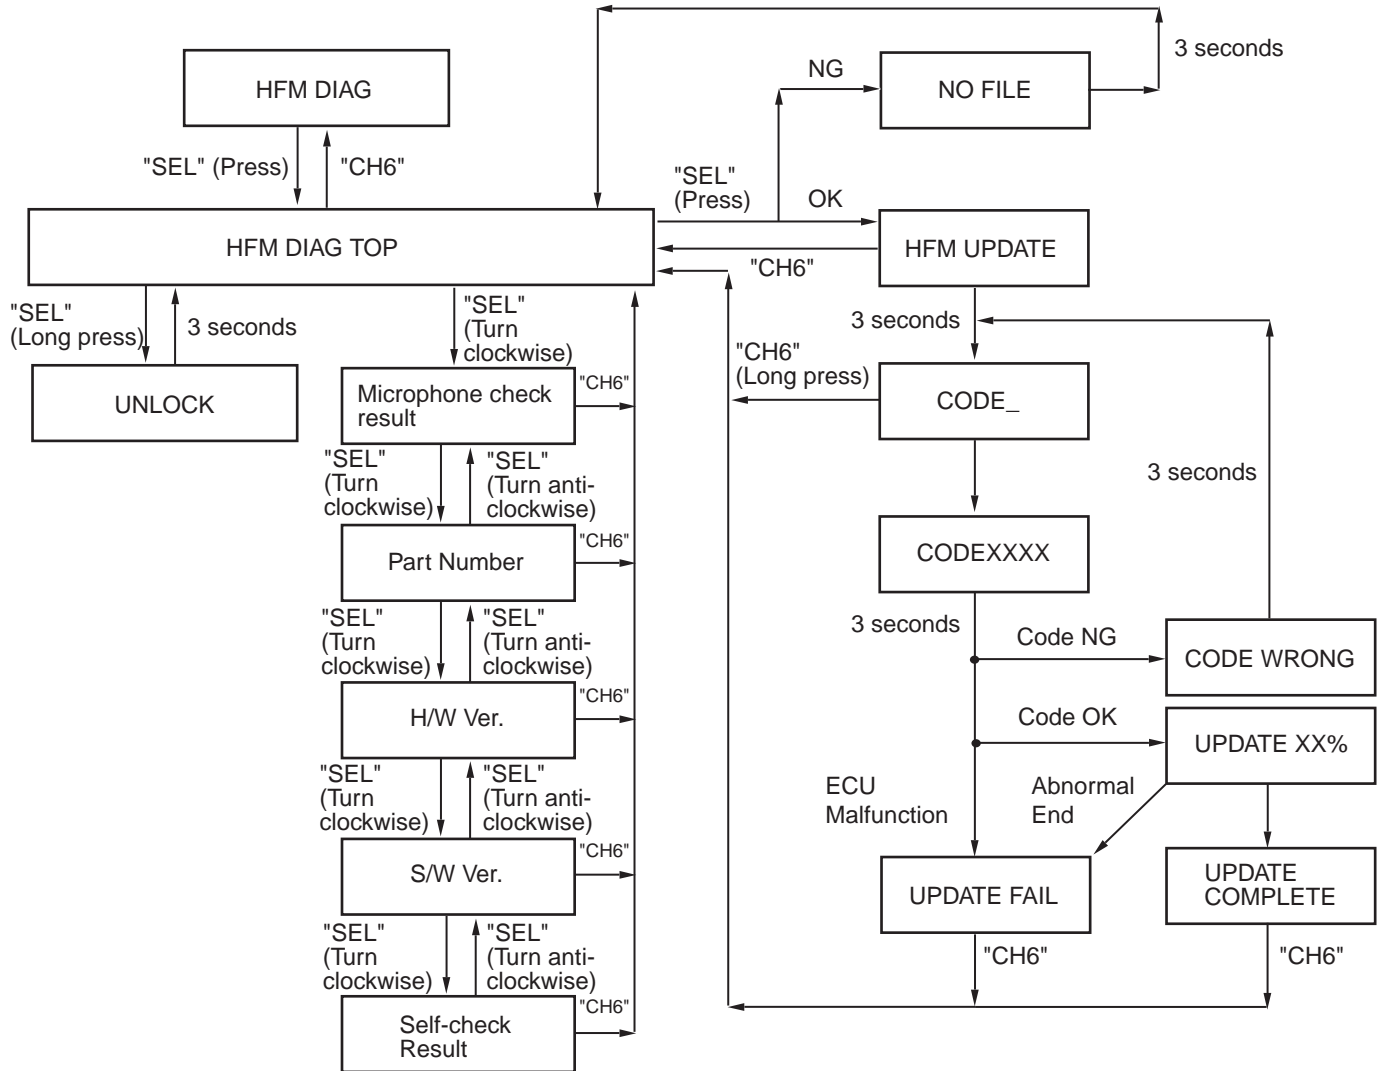 3 seconds
HFM DIAG
NG
NO FILE
"SEL" (Press)
"CH6"
"SEL"
(Press)
OK
HFM DIAG TOP
HFM UPDATE
"CH6"
"SEL"
(Long press)
3 seconds
"SEL"
(Turn
clockwise)
3 seconds
"CH6"
(Long press)
UNLOCK
Microphone check
result
"CH6"
CODE_
"SEL"
(Turn
clockwise)
"SEL"
(Turn anti-
clockwise)
3 seconds
Part Number
"CH6"
CODEXXXX
"SEL"
(Turn
clockwise)
"SEL"
(Turn anti-
clockwise)
3 seconds
Code NG
CODE WRONG
H/W Ver.
"CH6"
Code OK
UPDATE XX%
"SEL"
(Turn
clockwise)
"SEL"
(Turn anti-
clockwise)
ECU
Malfunction
Abnormal
End
S/W Ver.
"CH6"
UPDATE FAIL
UPDATE
COMPLETE
"SEL"
(Turn
clockwise)
"SEL"
(Turn anti-
clockwise)
"CH6"
"CH6"
Self-check
Result
"CH6"